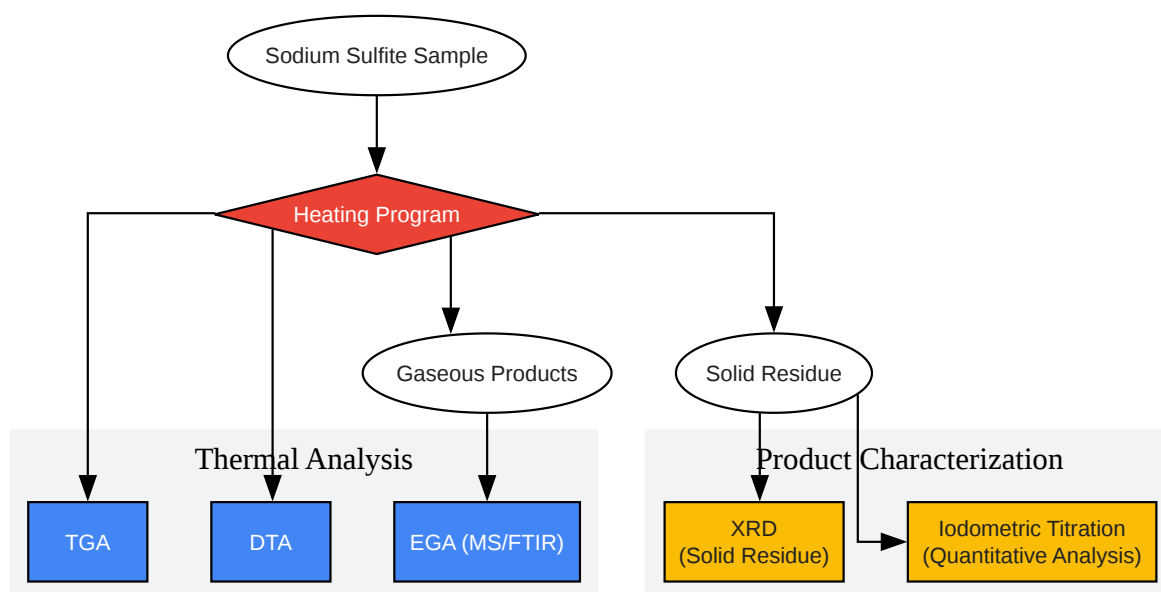 Sodium Sulfite Sample
Heating Program
Gaseous Products
Solid Residue
Thermal Analysis
Product Characterization
TGA
DTA
EGA (MS/FTIR)
XRD
(Solid Residue)
Iodometric Titration
(Quantitative Analysis)